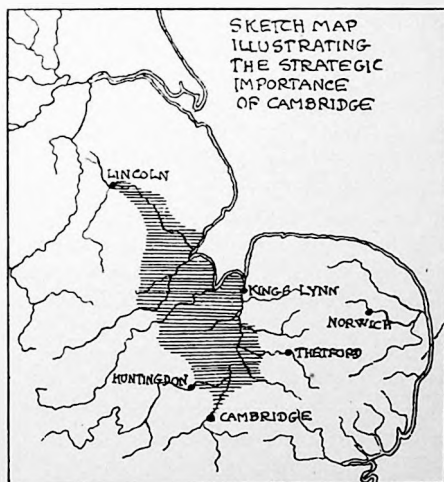 SKETCH MAP
ILLUSTRATING
THE STRATEGIC
IMPORTANCE
OF CAMBRIDGE
LINCOLN
KINGS LYNN
NORWICH
THETFORD
HUNTINGDON
CAMBRIDGE